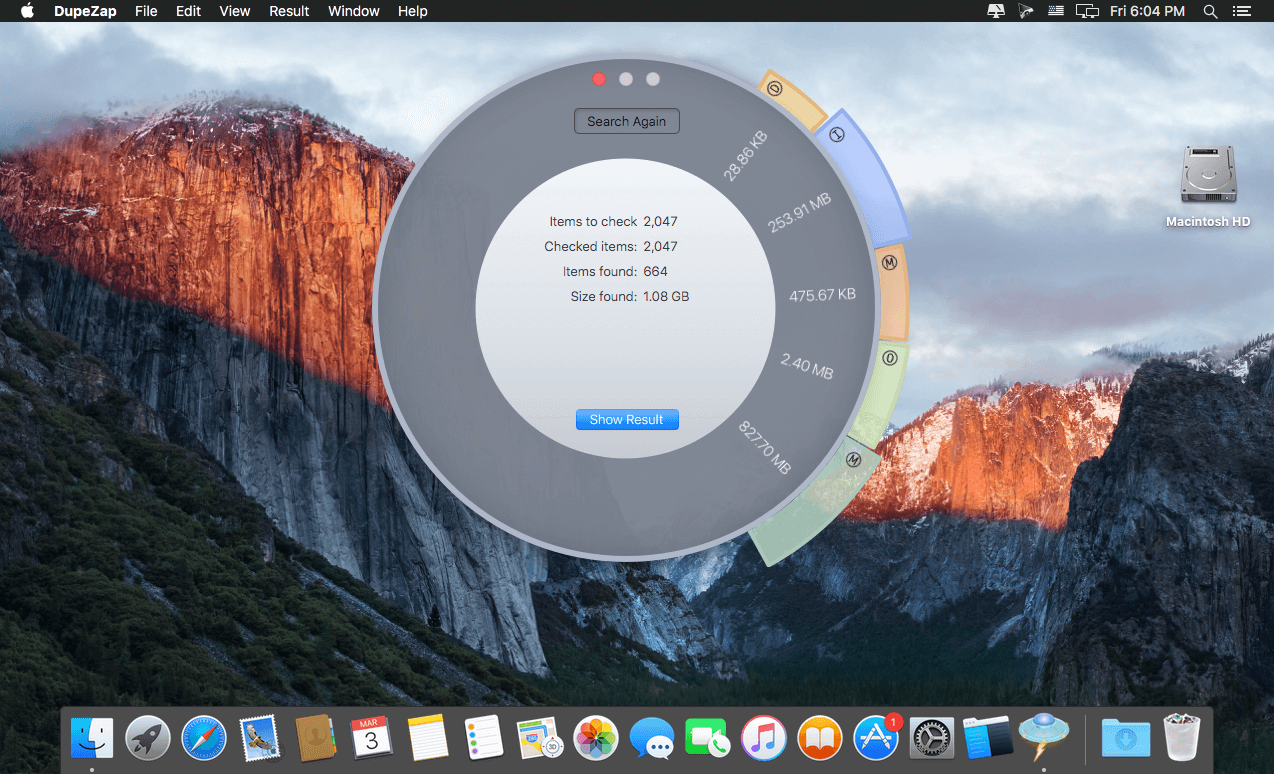 DupeZap File Edit View Result Window Help Fri 6:04 PM
Search Again
Items to check 2,047
Checked items: 2,047
Items found: 664
Size found: 1.08 GB
Show Result
D
28.86 KB
I
253.91 MB
M
475.67 KB
O
2.40 MB
M
827.70 MB
Macintosh HD
MAR
3
3D
1